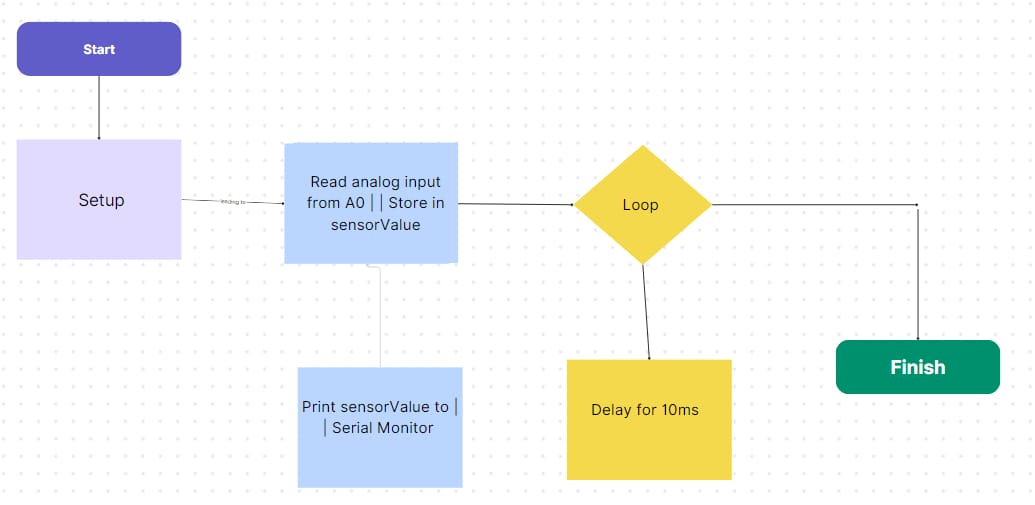 Start
Setup
leading to
Read analog input
from A0 | | Store in
sensorValue
Loop
Print sensorValue to |
| Serial Monitor
Delay for 10ms
Finish